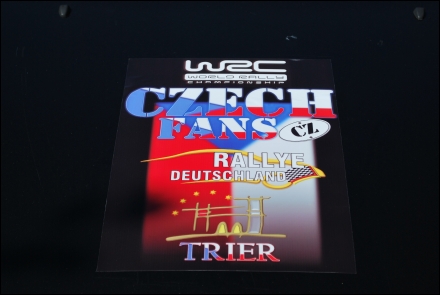 WRC
WORLD RALLY
CHAMPIONSHIP
CZECH
FANS CZ
RALLYE
DEUTSCHLAND
TRIER